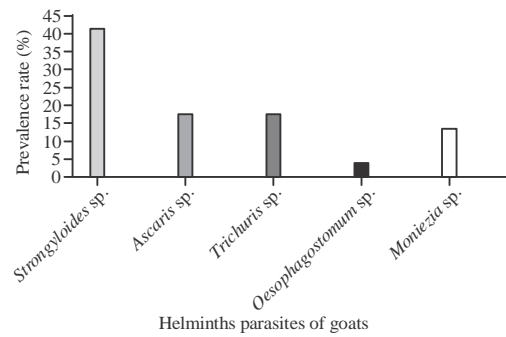 45
40
35
30
25
20
15
10
5
0
Prevalence rate (%)
Strongyloides sp.
Ascaris sp.
Trichuris sp.
Oesophagostomum sp.
Moniezia sp.
Helminths parasites of goats